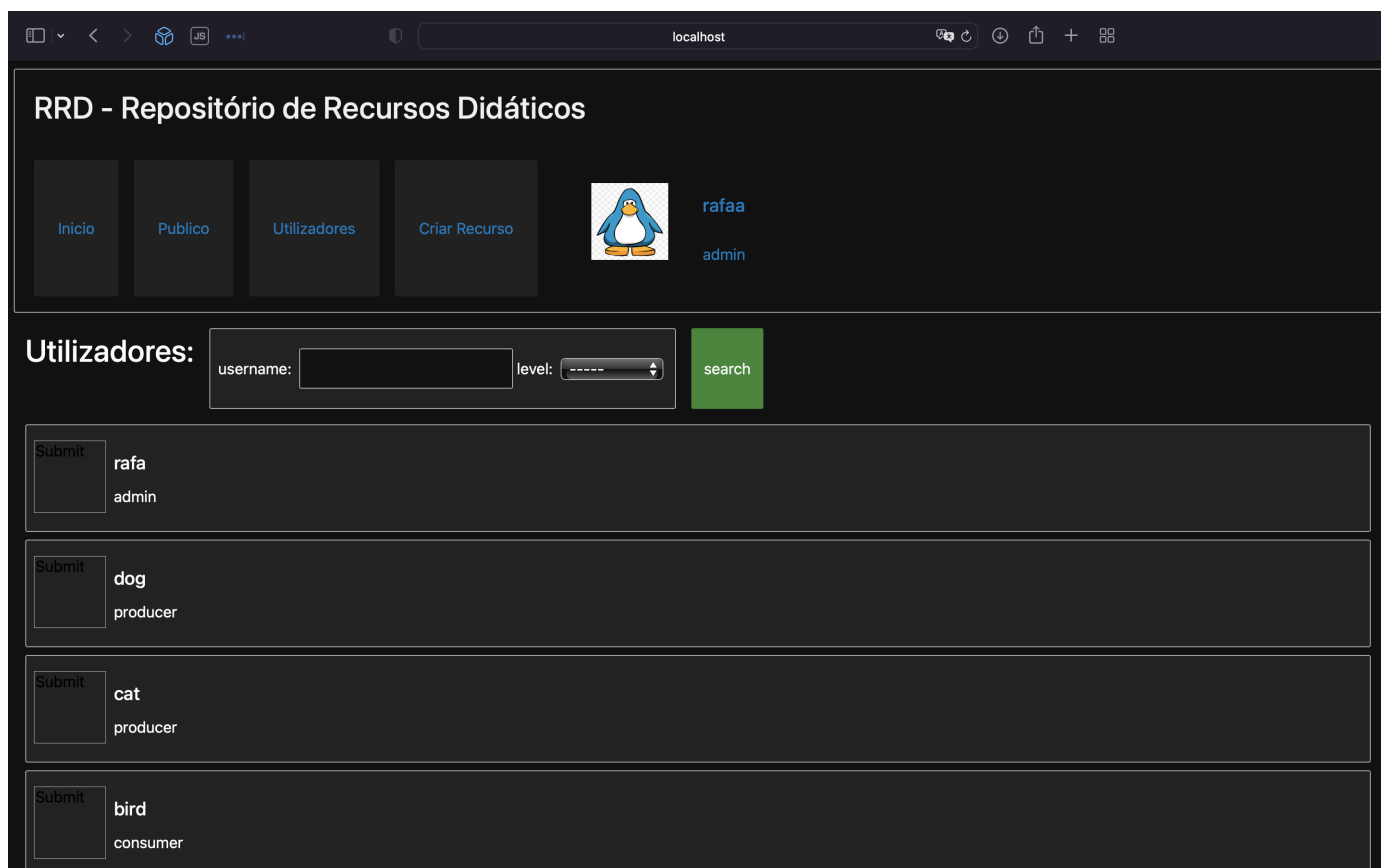 JS
localhost
RRD - Repositório de Recursos Didáticos
Inicio
Publico
Utilizadores
Criar Recurso
rafaa
admin
Utilizadores:
username:
level: -----
search
Submit
rafa
admin
Submit
dog
producer
Submit
cat
producer
Submit
bird
consumer